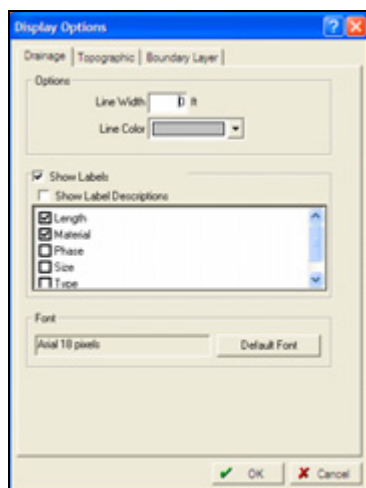 Display Options
Drainage Topographic Boundary Layer
Options
Line Width 0 ft
Line Color
Show Labels
Show Label Descriptions
Length
Material
Phase
Size
Type
Font
Arial 18 pixels Default Font
OK Cancel